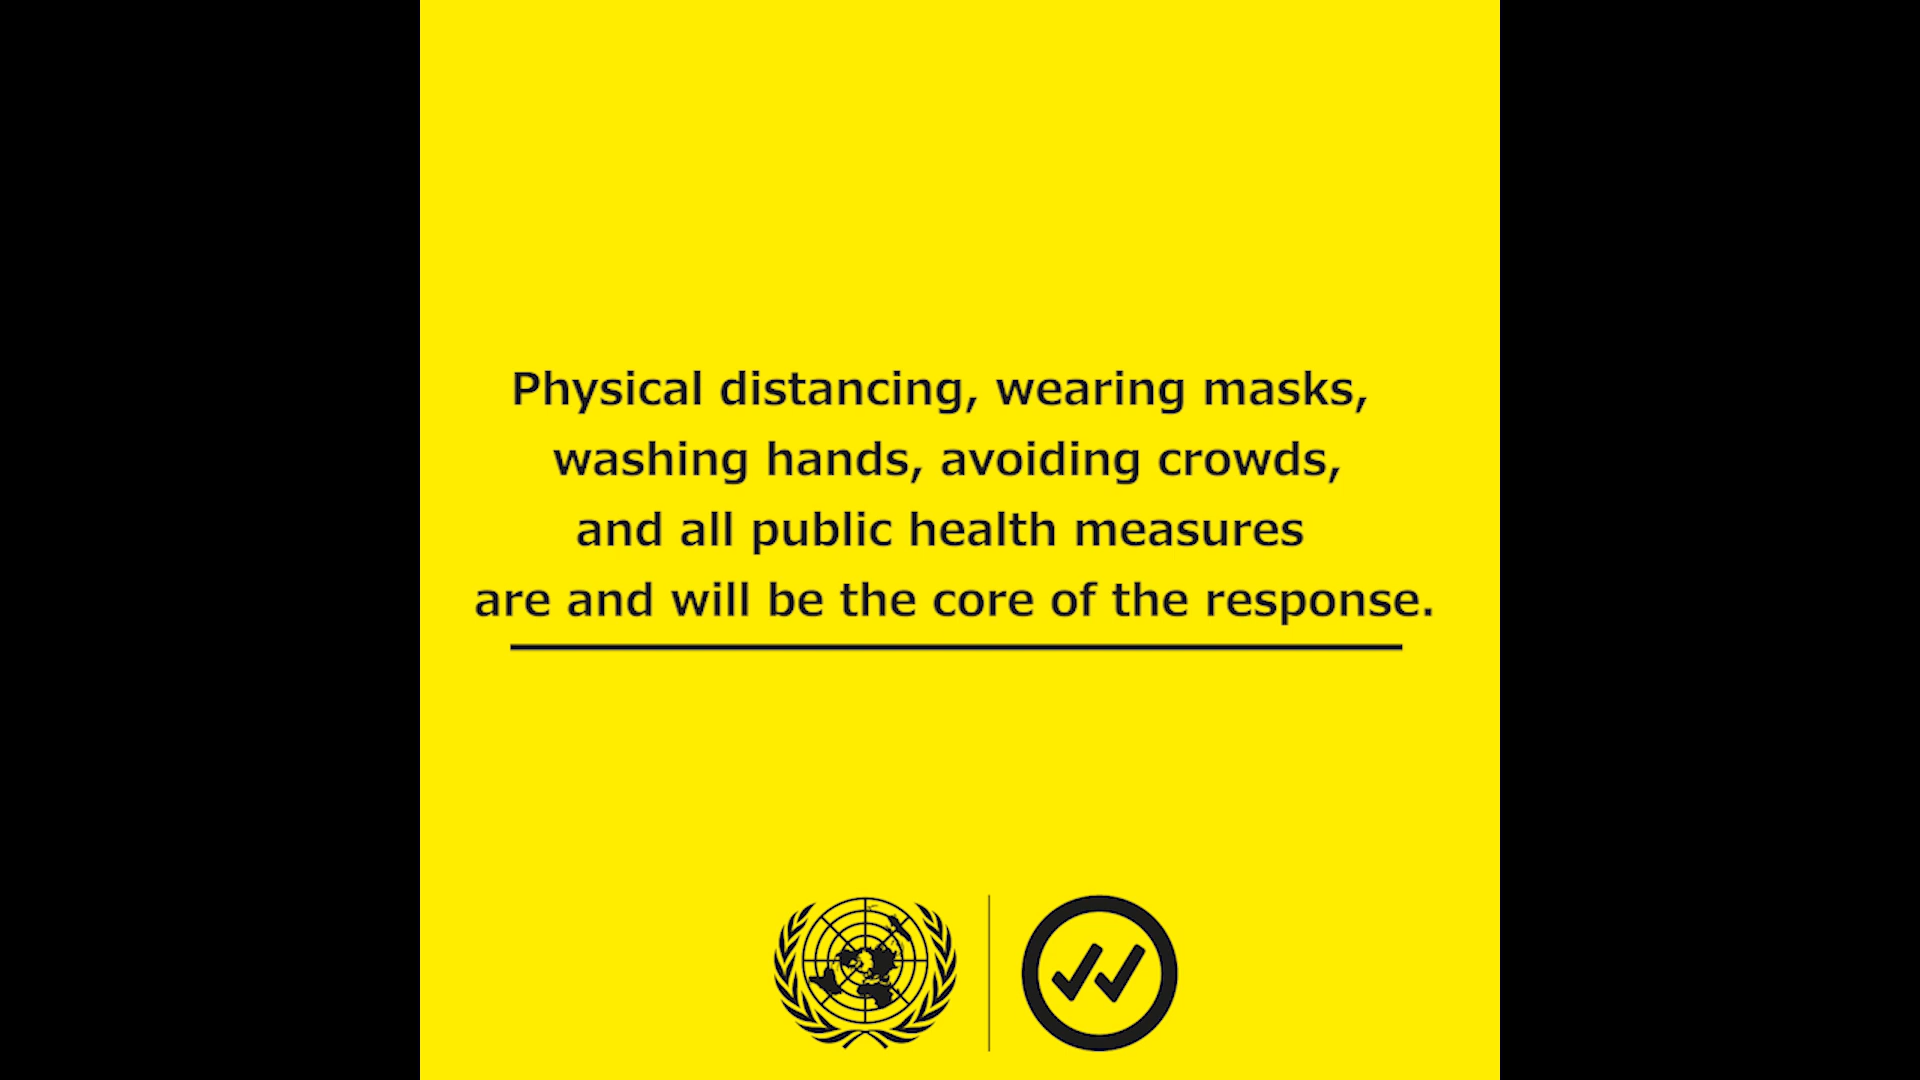 Physical distancing, wearing masks,
washing hands, avoiding crowds,
and all public health measures
are and will be the core of the response.